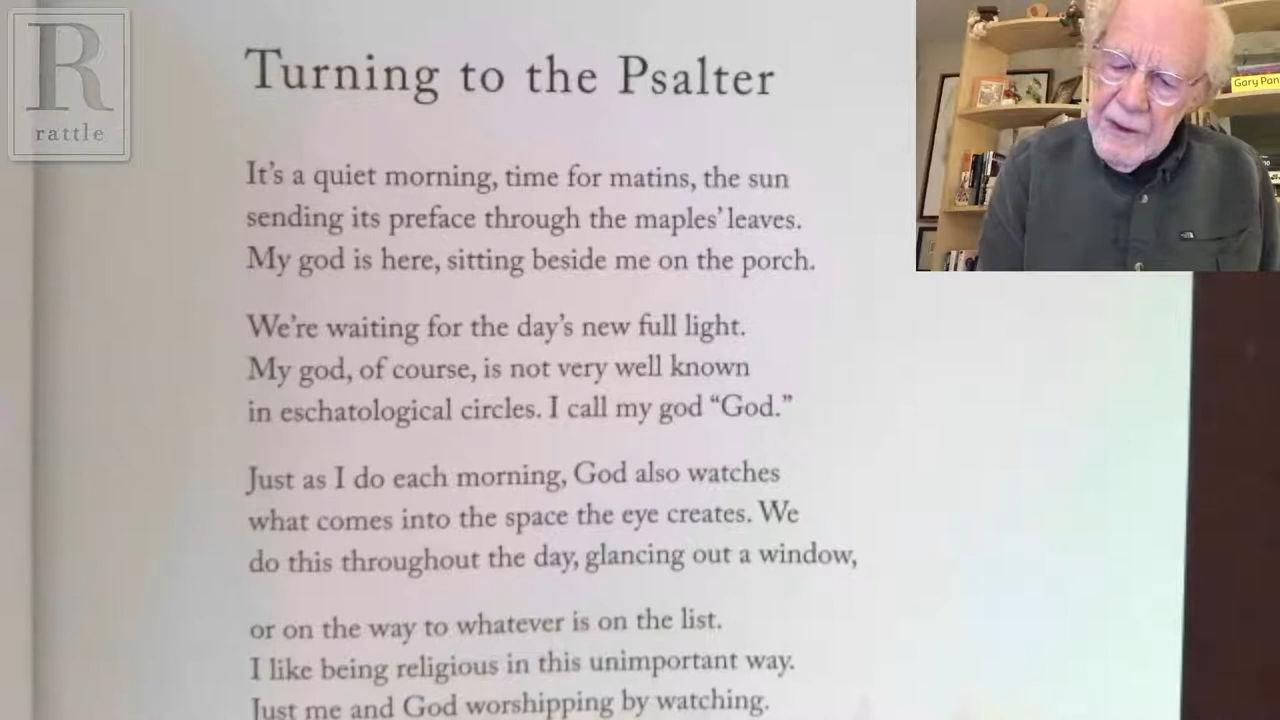 R
rattle
Turning to the Psalter
It's a quiet morning, time for matins, the sun
sending its preface through the maples' leaves.
My god is here, sitting beside me on the porch.
We're waiting for the day's new full light.
My god, of course, is not very well known
in eschatological circles. I call my god “God.”
Just as I do each morning, God also watches
what comes into the space the eye creates. We
do this throughout the day, glancing out a window,
or on the way to whatever is on the list.
I like being religious in this unimportant way.
Just me and God worshipping by watching.
Gary Pan